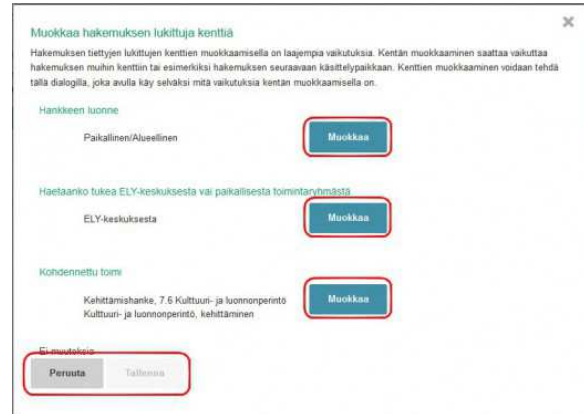 Muokkaa hakemuksen lukittuja kenttiä
Hakemuksen tiettyjen lukittujen kenttien muokkaamisella on laajempia vaikutuksia. Kentän muokkaaminen saattaa vaikuttaa
hakemuksen muihin kenttiin tai esimerkiksi hakemuksen seuraavaan käsittelypaikkaan. Kenttien muokkaaminen voidaan tehdä
tällä dialogilla, joka avulla käy selväksi mitä vaikutuksia kentän muokkaamisella on.
Hankkeen luonne
Paikallinen/Alueellinen
Muokkaa
Haetaanko tukea ELY-keskuksesta vai paikallisesta toimintaryhmästä
ELY-keskuksesta
Muokkaa
Kohdennettu toimi
Kehittämishanke, 7.6 Kulttuuri- ja luonnonperintö
Kulttuuri- ja luonnonperintö, kehittäminen
Muokkaa
Ei muutoksia
Peruuta Tallenna